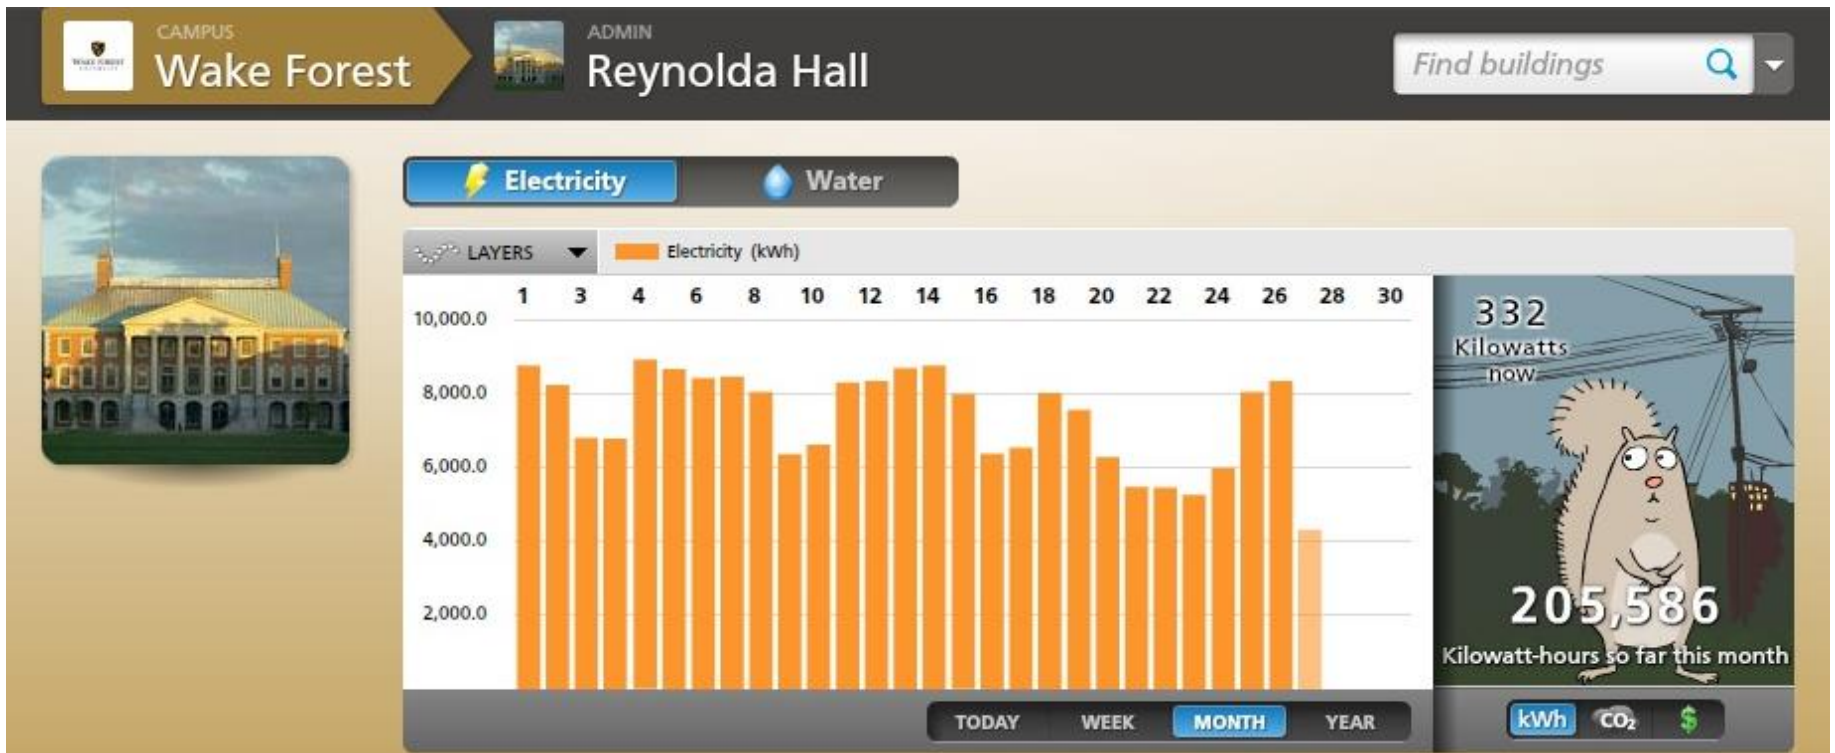 CAMPUS
Wake Forest
ADMIN
Reynolda Hall
Find buildings
WAKE FOREST
Electricity
Water
LAYERS
Electricity (kWh)
1 3 4 6 8 10 12 14 16 18 20 22 24 26 28 30
10,000.0
8,000.0
6,000.0
4,000.0
2,000.0
332
Kilowatts
now
205,586
Kilowatt-hours so far this month
TODAY WEEK MONTH YEAR
kWh CO₂ $